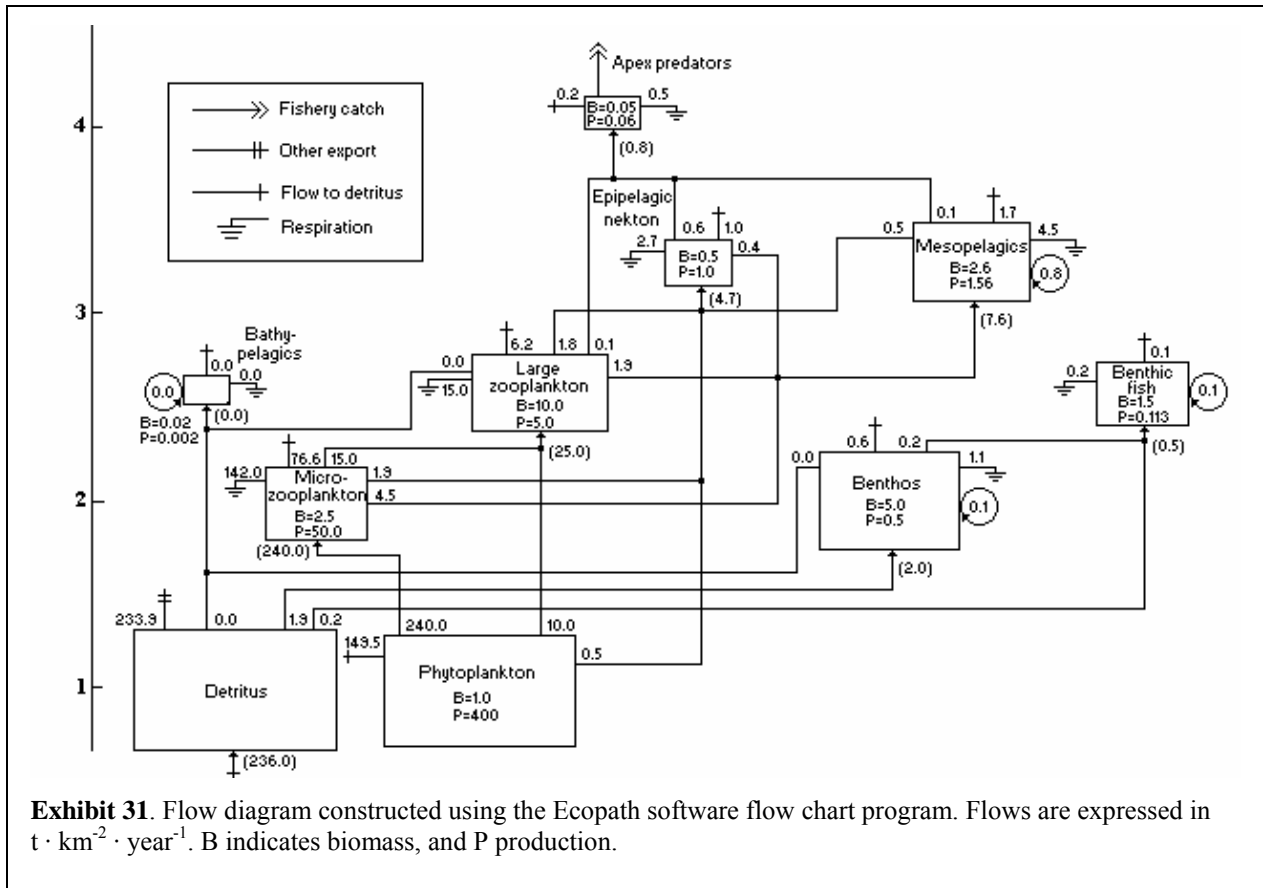 Apex predators
0.2
0.5
B=0.05
P=0.06
(0.8)
Fishery catch
Other export
Flow to detritus
Respiration
4
3
2
1
Epipelagic
nekton
0.6
1.0
2.7
0.4
B=0.5
P=1.0
(4.7)
0.1
1.7
0.5
4.5
Mesopelagics
B=2.6
P=1.56
0.8
(7.6)
Bathy-
pelagics
0.0
0.0
0.0
(0.0)
B=0.02
P=0.002
6.2
1.8
0.1
0.0
15.0
1.9
Large
zooplankton
B=10.0
P=5.0
(25.0)
0.1
0.2
Benthic
fish
B=1.5
P=0.113
0.1
(0.5)
76.6
15.0
142.0
1.9
4.5
Micro-
zooplankton
B=2.5
P=50.0
(240.0)
0.6
0.2
0.0
1.1
Benthos
B=5.0
P=0.5
0.1
(2.0)
233.9
0.0
1.9
0.2
Detritus
(236.0)
149.5
240.0
10.0
0.5
Phytoplankton
B=1.0
P=400
Exhibit 31. Flow diagram constructed using the Ecopath software flow chart program. Flows are expressed in
t · km-2 · year-1. B indicates biomass, and P production.